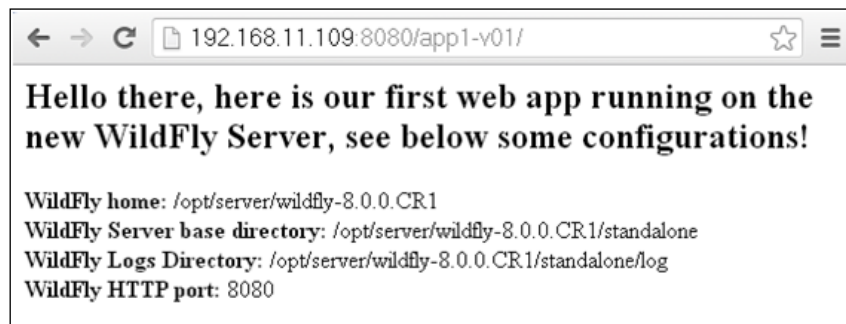 192.168.11.109:8080/app1-v01/
Hello there, here is our first web app running on the
new WildFly Server, see below some configurations!
WildFly home: /opt/server/wildfly-8.0.0.CR1
WildFly Server base directory: /opt/server/wildfly-8.0.0.CR1/standalone
WildFly Logs Directory: /opt/server/wildfly-8.0.0.CR1/standalone/log
WildFly HTTP port: 8080